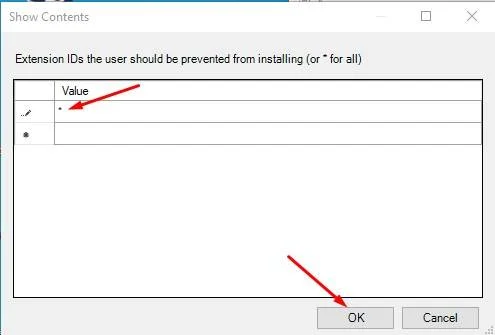 Show Contents
Extension IDs the user should be prevented from installing (or * for all)
Value
*
OK
Cancel